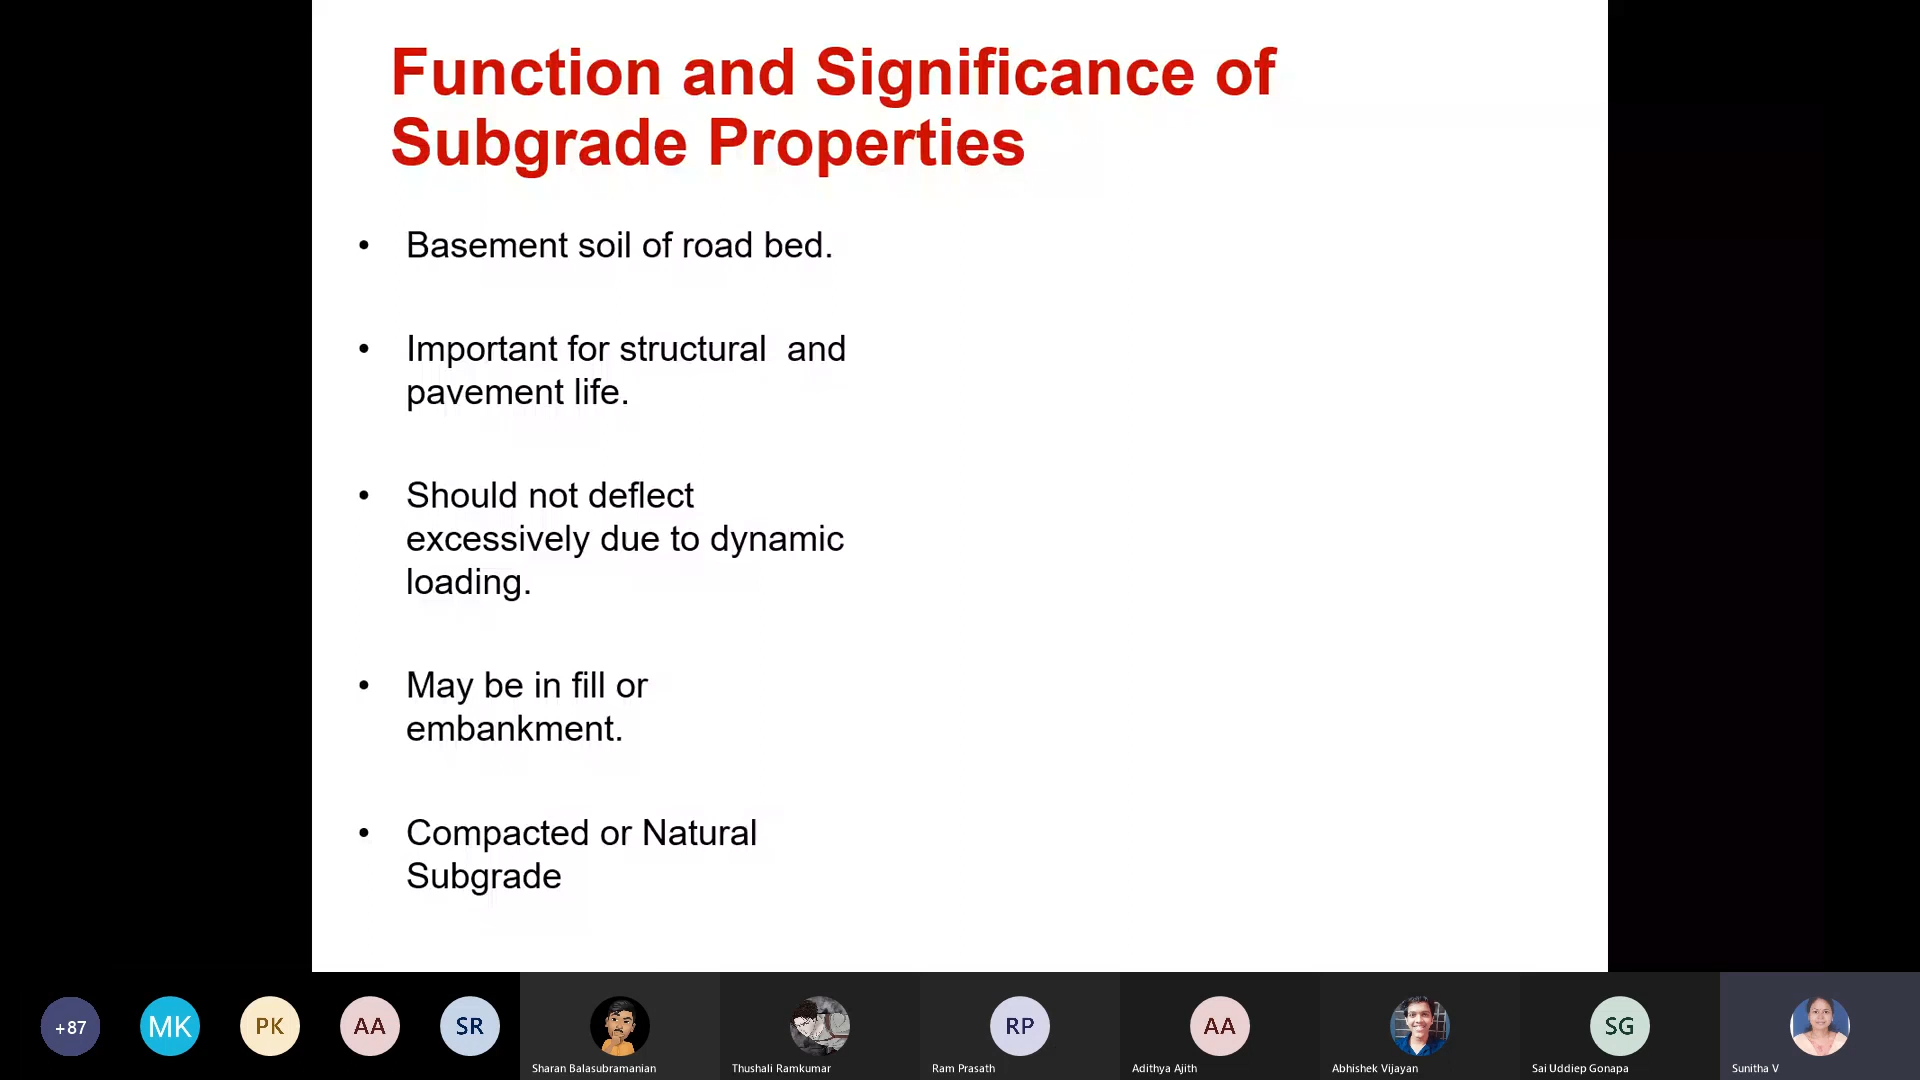 Function and Significance of
Subgrade Properties
• Basement soil of road bed.
• Important for structural  and
pavement life.
• Should not deflect
excessively due to dynamic
loading.
• May be in fill or
embankment.
• Compacted or Natural
Subgrade
+87
MK
PK
AA
SR
RP
AA
SG
Sharan Balasubramanian
Thushali Ramkumar
Ram Prasath
Adithya Ajith
Abhishek Vijayan
Sai Uddiep Gonapa
Sunitha V